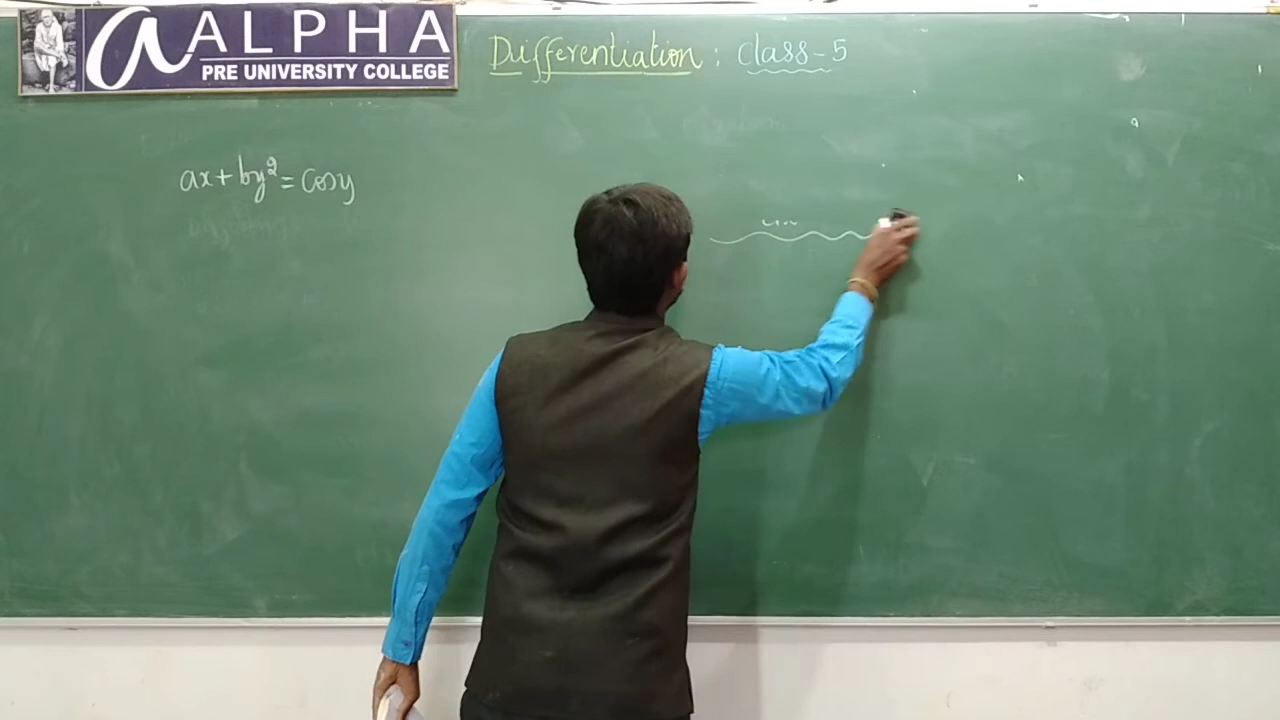 a ALPHA
PRE UNIVERSITY COLLEGE
Differentiation : Class-5
ax + by² = cosy